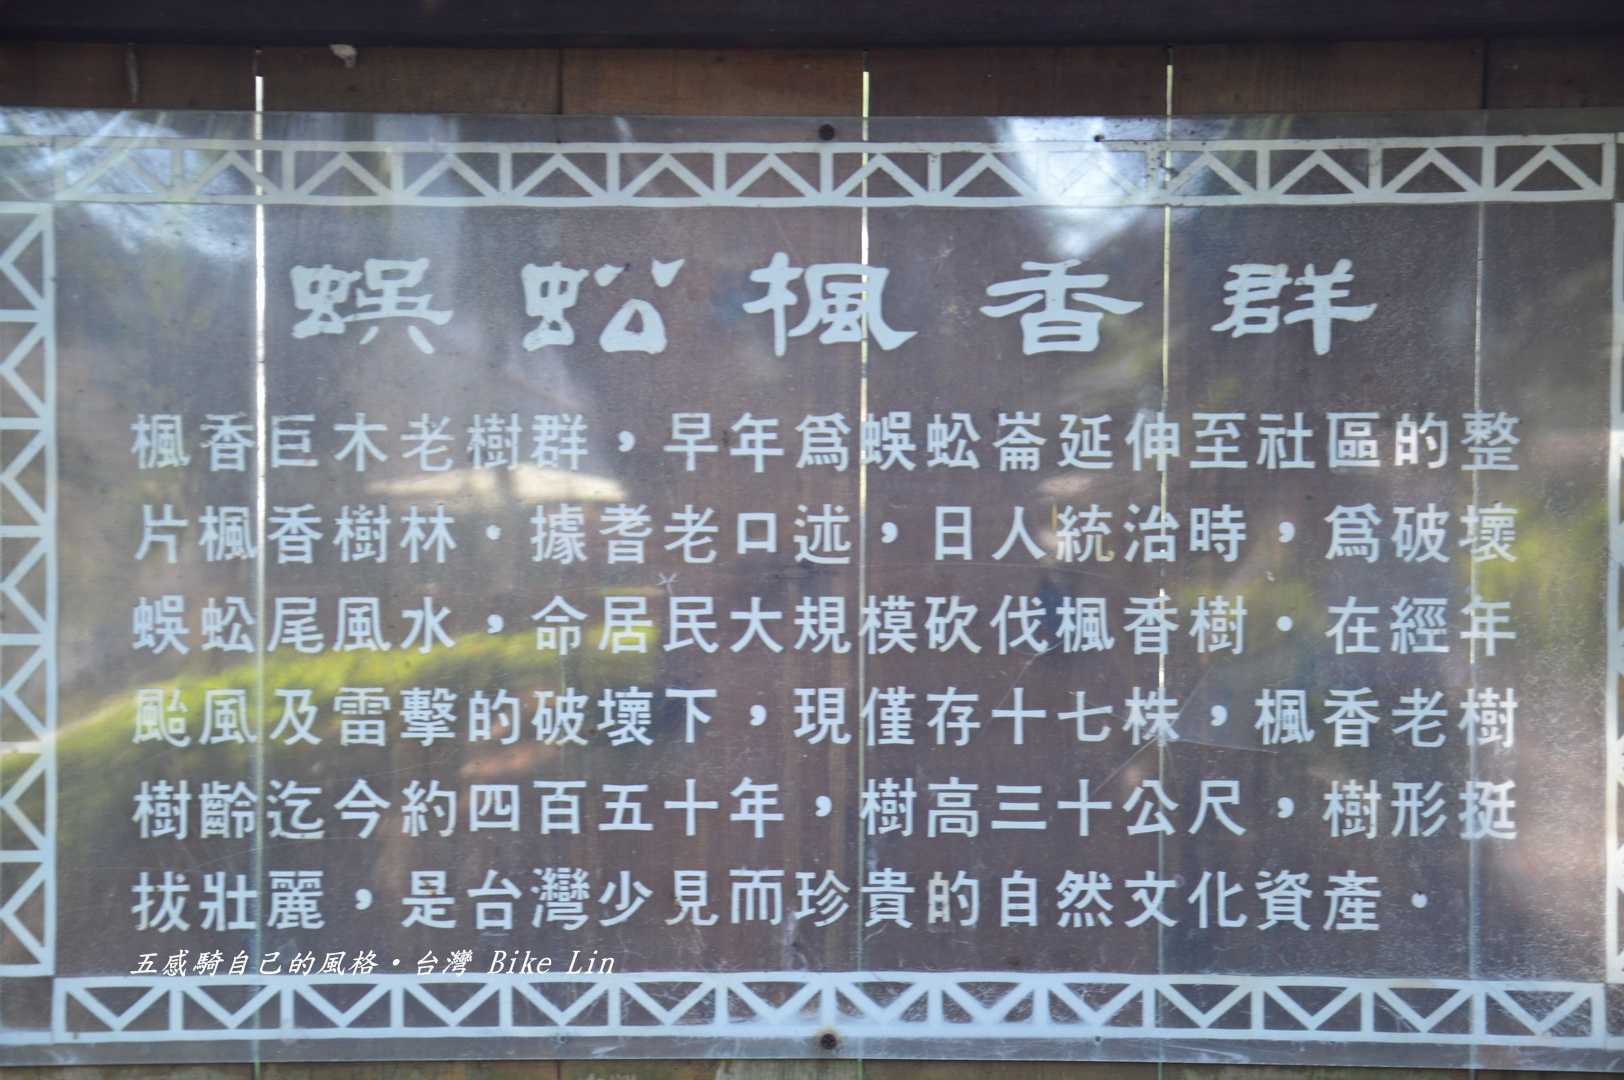 蜈蚣楓香群
楓香巨木老樹群，早年為蜈蚣崙延伸至社區的整
片楓香樹林．據耆老口述，日人統治時，為破壞
蜈蚣尾風水，命居民大規模砍伐楓香樹．在經年
颱風及雷擊的破壞下，現僅存十七株，楓香老樹
樹齡迄今約四百五十年，樹高三十公尺，樹形挺
拔壯麗，是台灣少見而珍貴的自然文化資產．
五感騎自己的風格‧台灣 Bike Lin